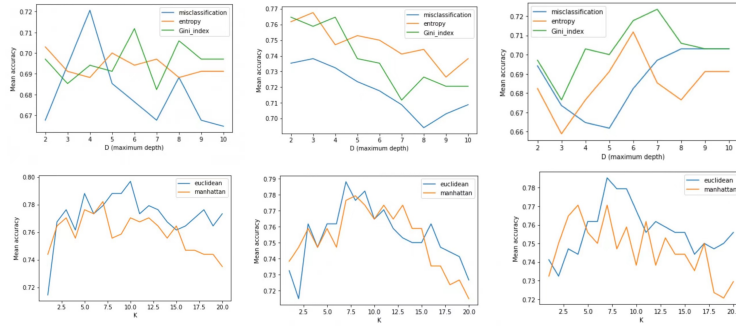 misclassification
entropy
Gini_index
0.72
0.71
0.70
0.69
0.68
0.67
Mean accuracy
2 3 4 5 6 7 8 9 10
D (maximum depth)
misclassification
entropy
Gini_index
0.77
0.76
0.75
0.74
0.73
0.72
0.71
0.70
Mean accuracy
2 3 4 5 6 7 8 9 10
D (maximum depth)
misclassification
entropy
Gini_index
0.72
0.70
0.68
0.66
Mean accuracy
2 3 4 5 6 7 8 9 10
D (maximum depth)
euclidean
manhattan
0.80
0.78
0.76
0.74
0.72
Mean accuracy
2.5 5.0 7.5 10.0 12.5 15.0 17.5 20.0
K
euclidean
manhattan
0.79
0.78
0.77
0.76
0.75
0.74
0.73
0.72
Mean accuracy
2.5 5.0 7.5 10.0 12.5 15.0 17.5 20.0
K
euclidean
manhattan
0.78
0.77
0.76
0.75
0.74
0.73
0.72
Mean accuracy
2.5 5.0 7.5 10.0 12.5 15.0 17.5 20.0
K